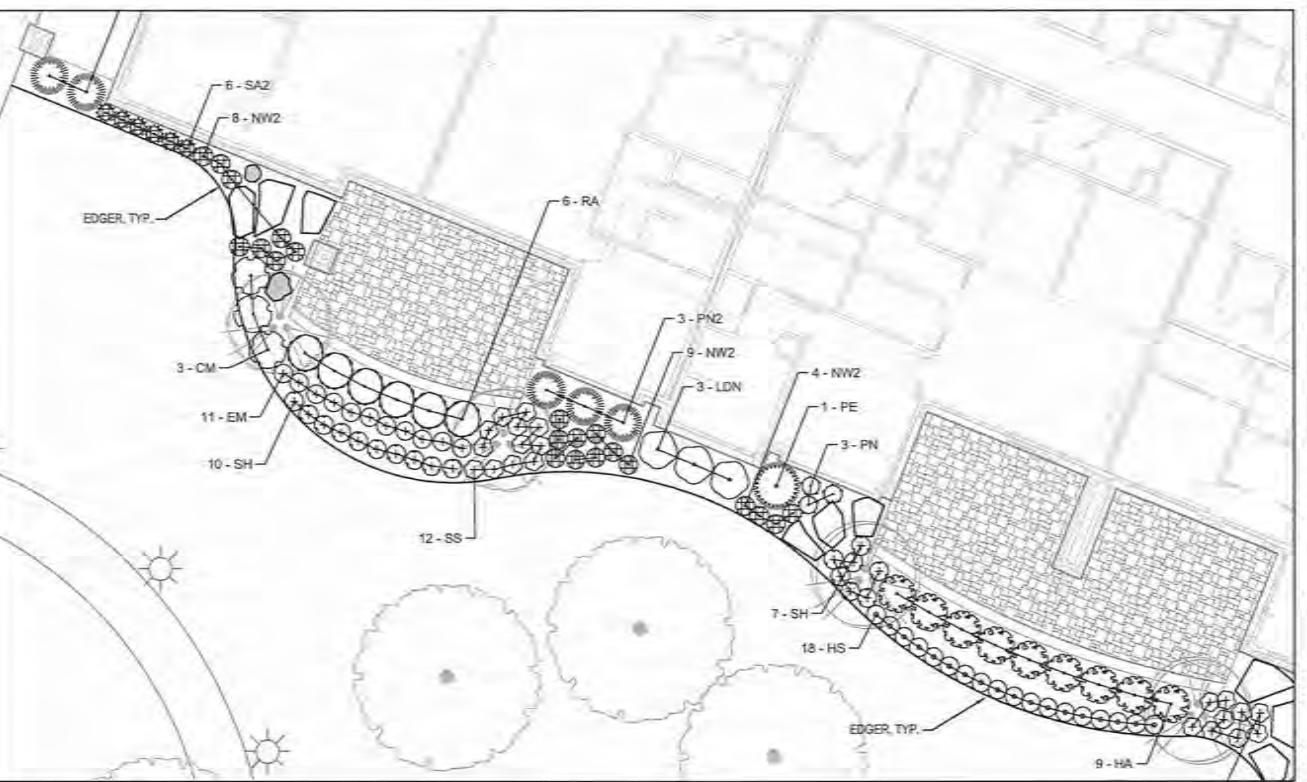 6 - SA2
8 - NW2
EDGER, TYP.
6 - RA
3 - PN2
9 - NW2
3 - CM
3 - LDN
4 - NW2
1 - PE
11 - EM
3 - PN
10 - SH
12 - SS
7 - SH
18 - HS
EDGER, TYP.
9 - HA